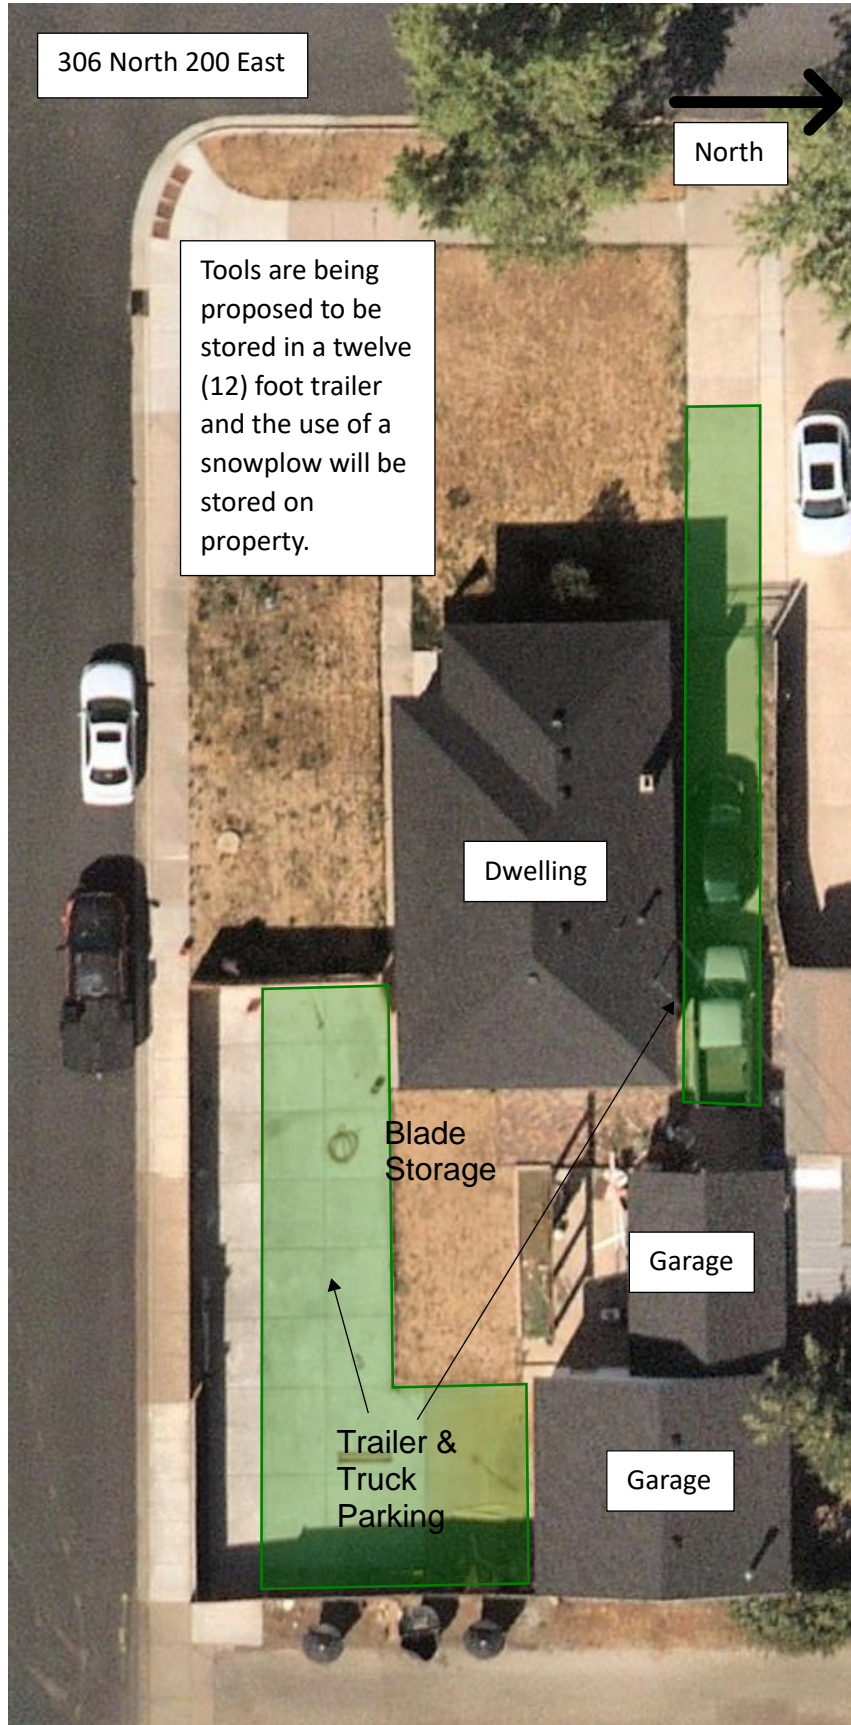 306 North 200 East
North
Tools are being
proposed to be
stored in a twelve
(12) foot trailer
and the use of a
snowplow will be
stored on
property.
Dwelling
Blade
Storage
Garage
Trailer &
Truck
Parking
Garage